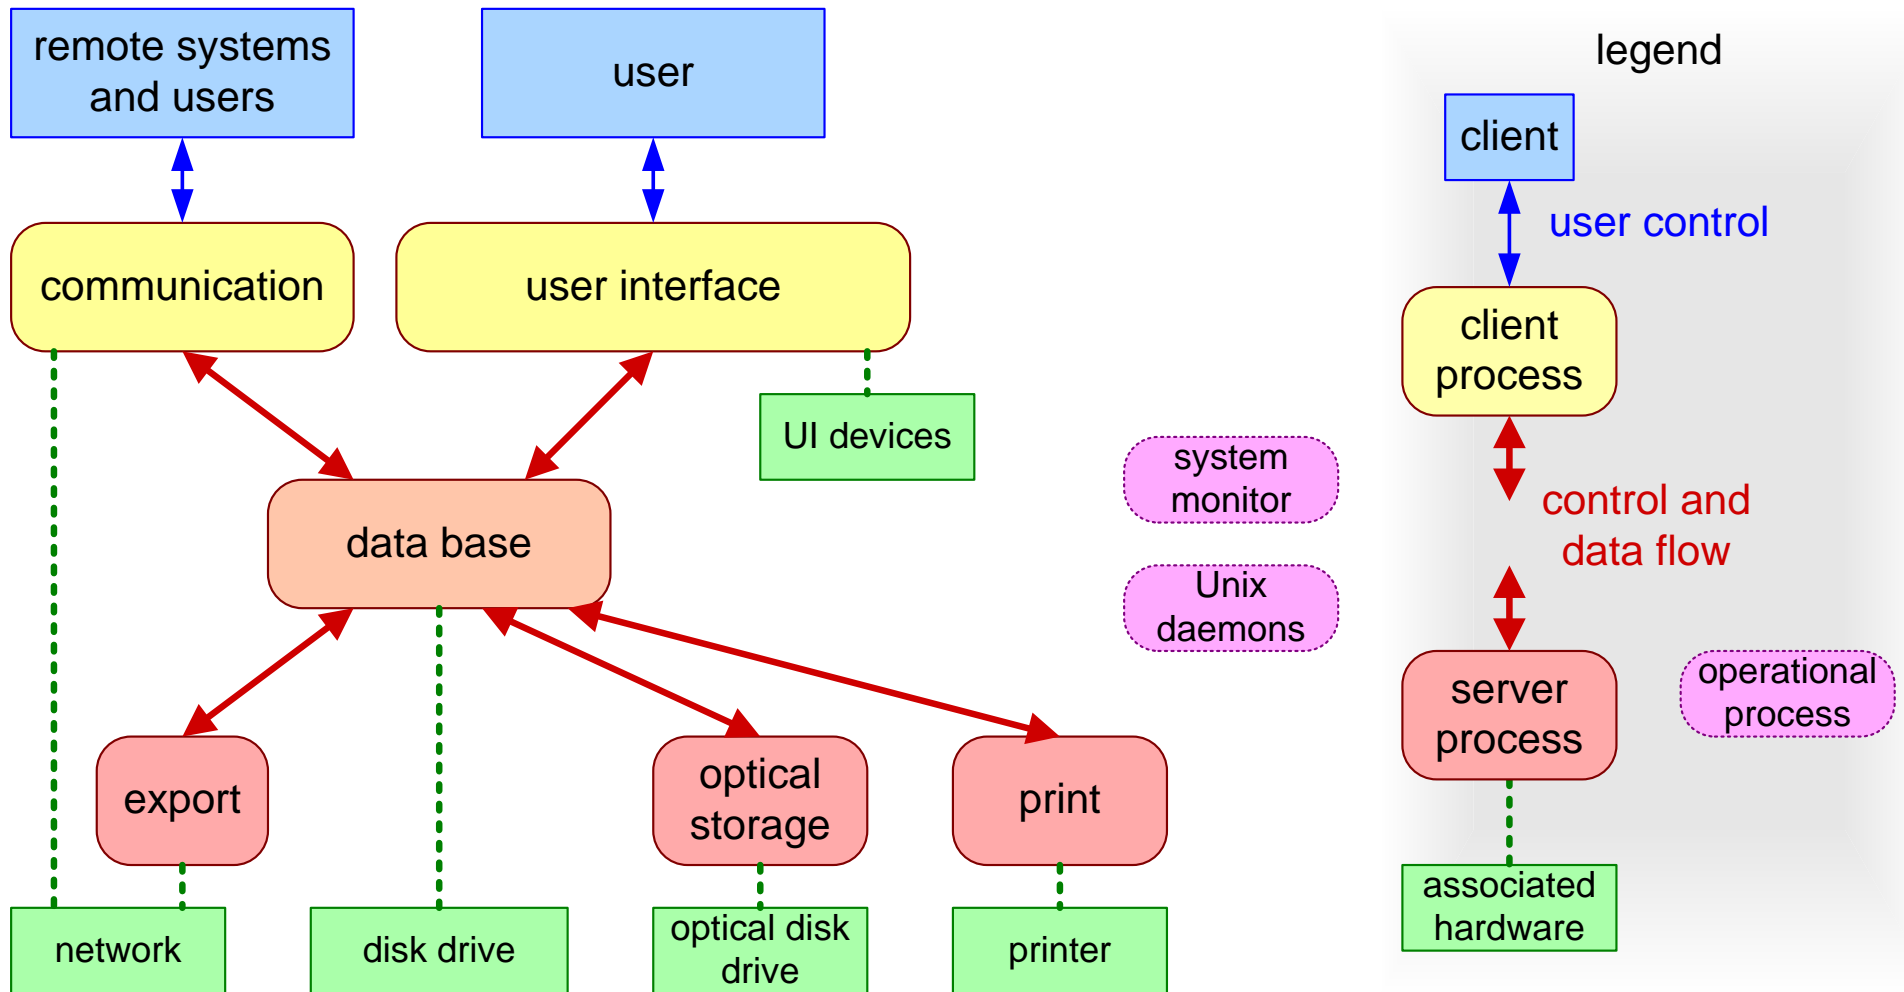 remote systems
and users
user
legend
client
user control
communication
user interface
client
process
UI devices
system
monitor
control and
data flow
data base
Unix
daemons
server
process
operational
process
export
optical
storage
print
associated
hardware
network
disk drive
optical disk
drive
printer